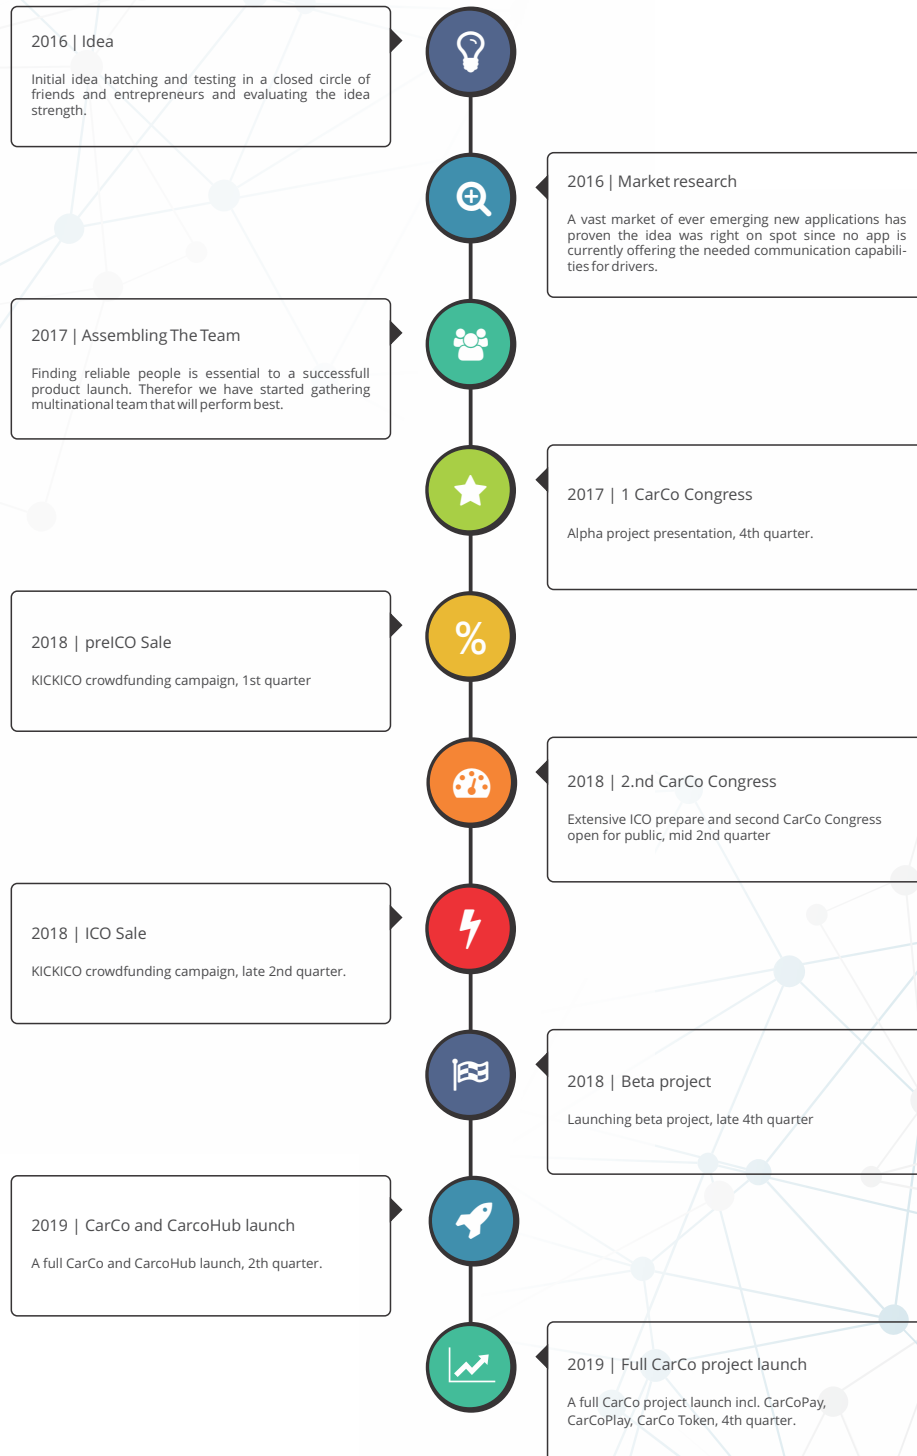 2016 | Idea
Initial idea hatching and testing in a closed circle of
friends and entrepreneurs and evaluating the idea
strength.
2016 | Market research
A vast market of ever emerging new applications has
proven the idea was right on spot since no app is
currently offering the needed communication capabili-
ties for drivers.
2017 | Assembling The Team
Finding reliable people is essential to a successfull
product launch. Therefor we have started gathering
multinational team that will perform best.
2017 | 1 CarCo Congress
Alpha project presentation, 4th quarter.
%
2018 | preICO Sale
KICKICO crowdfunding campaign, 1st quarter
2018 | 2.nd CarCo Congress
Extensive ICO prepare and second CarCo Congress
open for public, mid 2nd quarter
2018 | ICO Sale
KICKICO crowdfunding campaign, late 2nd quarter.
2018 | Beta project
Launching beta project, late 4th quarter
2019 | CarCo and CarcoHub launch
A full CarCo and CarcoHub launch, 2th quarter.
2019 | Full CarCo project launch
A full CarCo project launch incl. CarCoPay,
CarCoPlay, CarCo Token, 4th quarter.